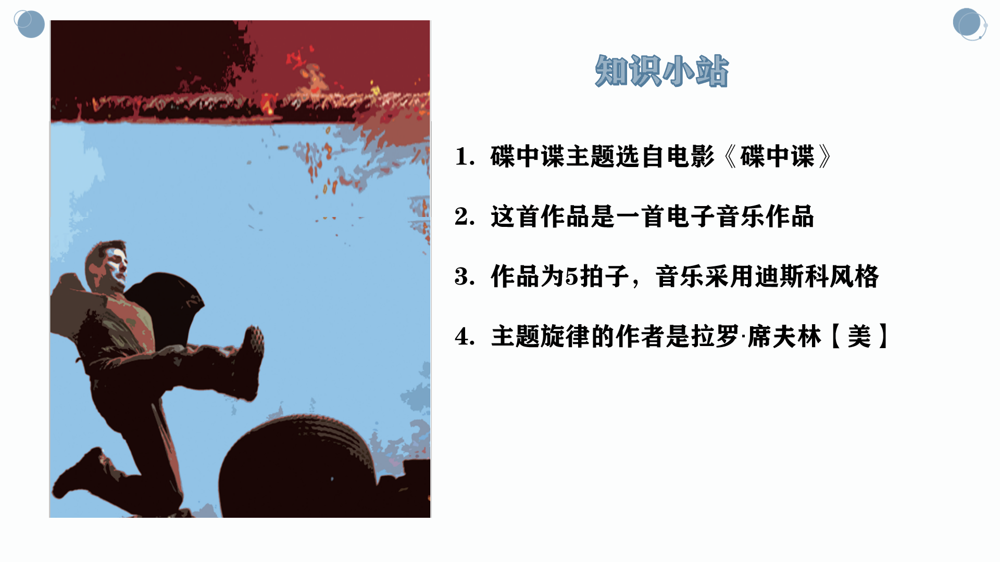 知识小站
1. 碟中谍主题选自电影《碟中谍》
2. 这首作品是一首电子音乐作品
3. 作品为5拍子，音乐采用迪斯科风格
4. 主题旋律的作者是拉罗·席夫林【美】